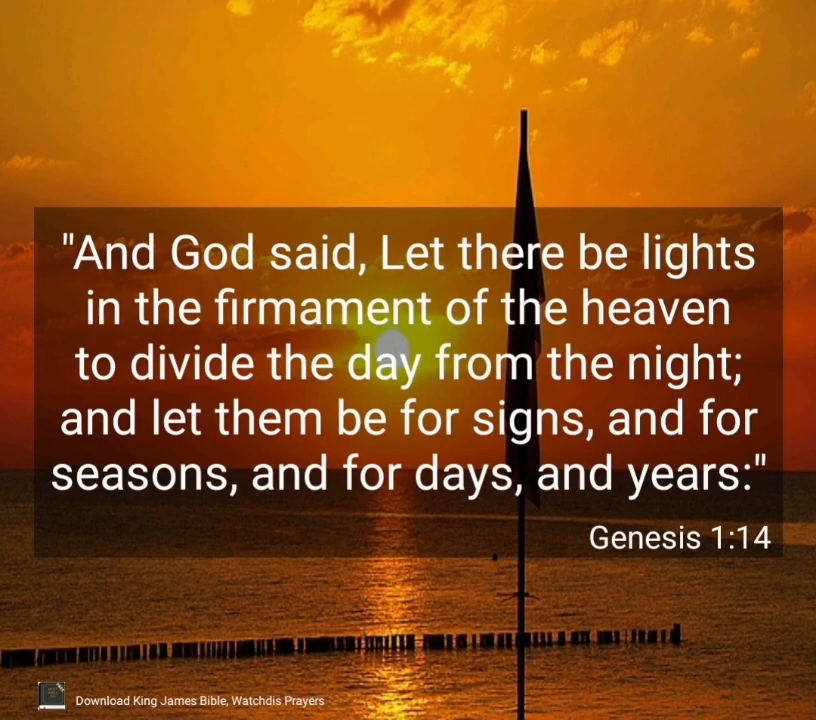 "And God said, Let there be lights
in the firmament of the heaven
to divide the day from the night;
and let them be for signs, and for
seasons, and for days, and years:"
Genesis 1:14
Download King James Bible, Watchdis Prayers